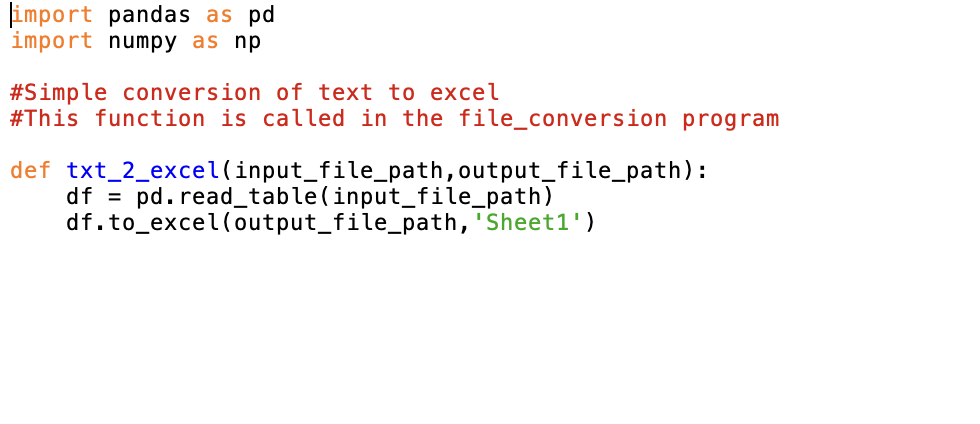 import pandas as pd
import numpy as np
#Simple conversion of text to excel
#This function is called in the file_conversion program
def txt_2_excel(input_file_path,output_file_path):
    df = pd.read_table(input_file_path)
    df.to_excel(output_file_path,'Sheet1')